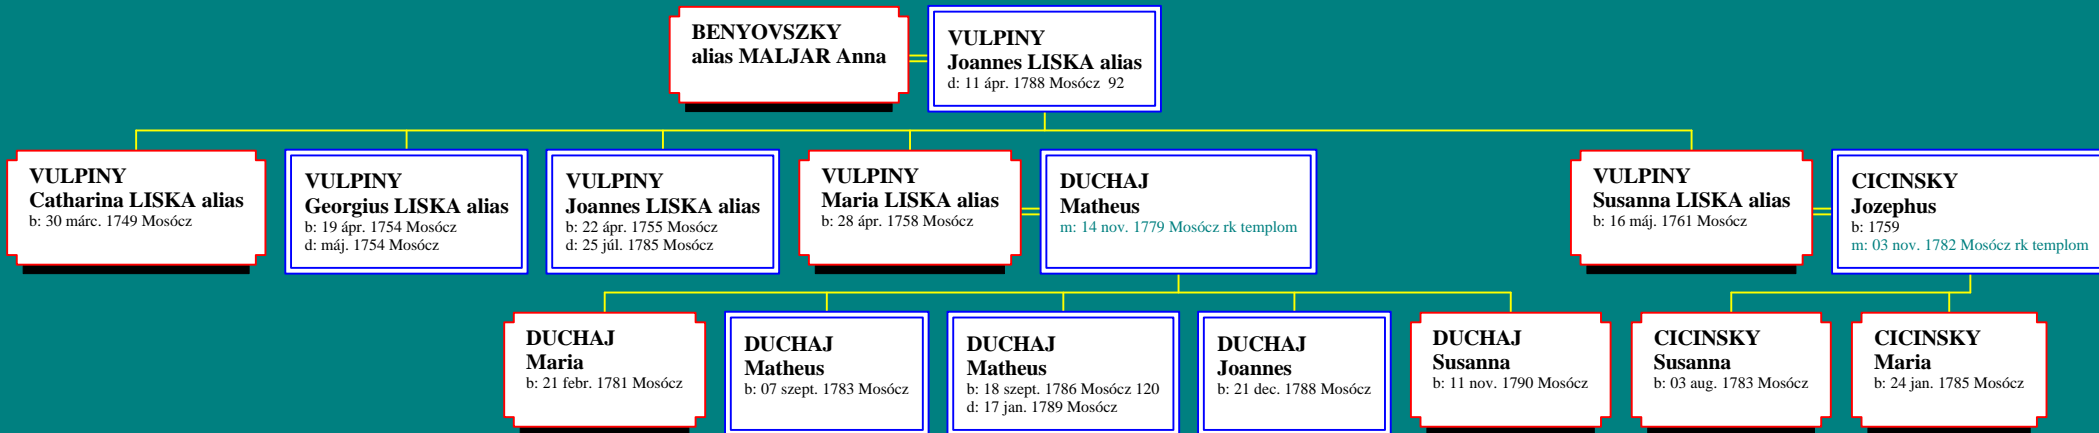 BENYOVSZKY
alias MALJAR Anna
VULPINY
Joannes LISKA alias
d: 11 ápr. 1788 Mosócz  92
VULPINY
Catharina LISKA alias
b: 30 márc. 1749 Mosócz
VULPINY
Georgius LISKA alias
b: 19 ápr. 1754 Mosócz
d: máj. 1754 Mosócz
VULPINY
Joannes LISKA alias
b: 22 ápr. 1755 Mosócz
d: 25 júl. 1785 Mosócz
VULPINY
Maria LISKA alias
b: 28 ápr. 1758 Mosócz
DUCHAJ
Matheus
m: 14 nov. 1779 Mosócz rk templom
VULPINY
Susanna LISKA alias
b: 16 máj. 1761 Mosócz
CICINSKY
Jozephus
b: 1759
m: 03 nov. 1782 Mosócz rk templom
DUCHAJ
Maria
b: 21 febr. 1781 Mosócz
DUCHAJ
Matheus
b: 07 szept. 1783 Mosócz
DUCHAJ
Matheus
b: 18 szept. 1786 Mosócz 120
d: 17 jan. 1789 Mosócz
DUCHAJ
Joannes
b: 21 dec. 1788 Mosócz
DUCHAJ
Susanna
b: 11 nov. 1790 Mosócz
CICINSKY
Susanna
b: 03 aug. 1783 Mosócz
CICINSKY
Maria
b: 24 jan. 1785 Mosócz